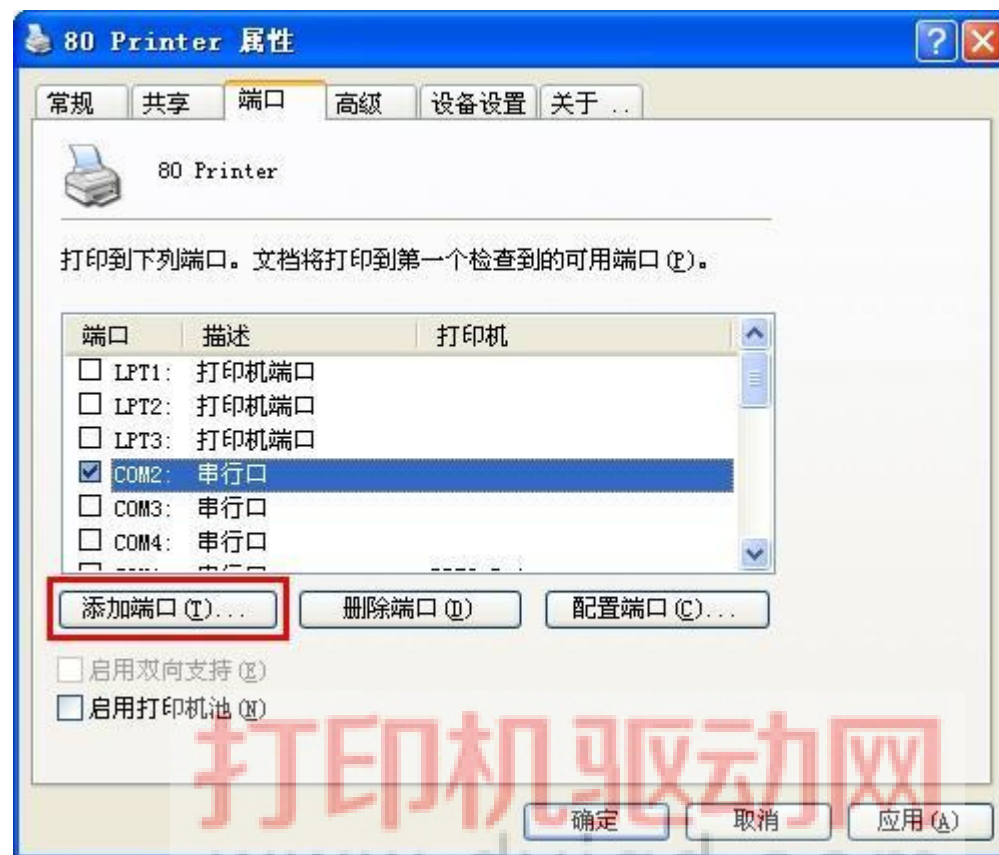 80 Printer 属性
常规 共享 端口 高级 设备设置 关于 ..
80 Printer
打印到下列端口。文档将打印到第一个检查到的可用端口(P)。
端口 描述 打印机
LPT1: 打印机端口
LPT2: 打印机端口
LPT3: 打印机端口
COM2: 串行口
COM3: 串行口
COM4: 串行口
添加端口(T)... 删除端口(D) 配置端口(C)...
启用双向支持(E)
启用打印机池(N)
打印机驱动网
确定 取消 应用(A)